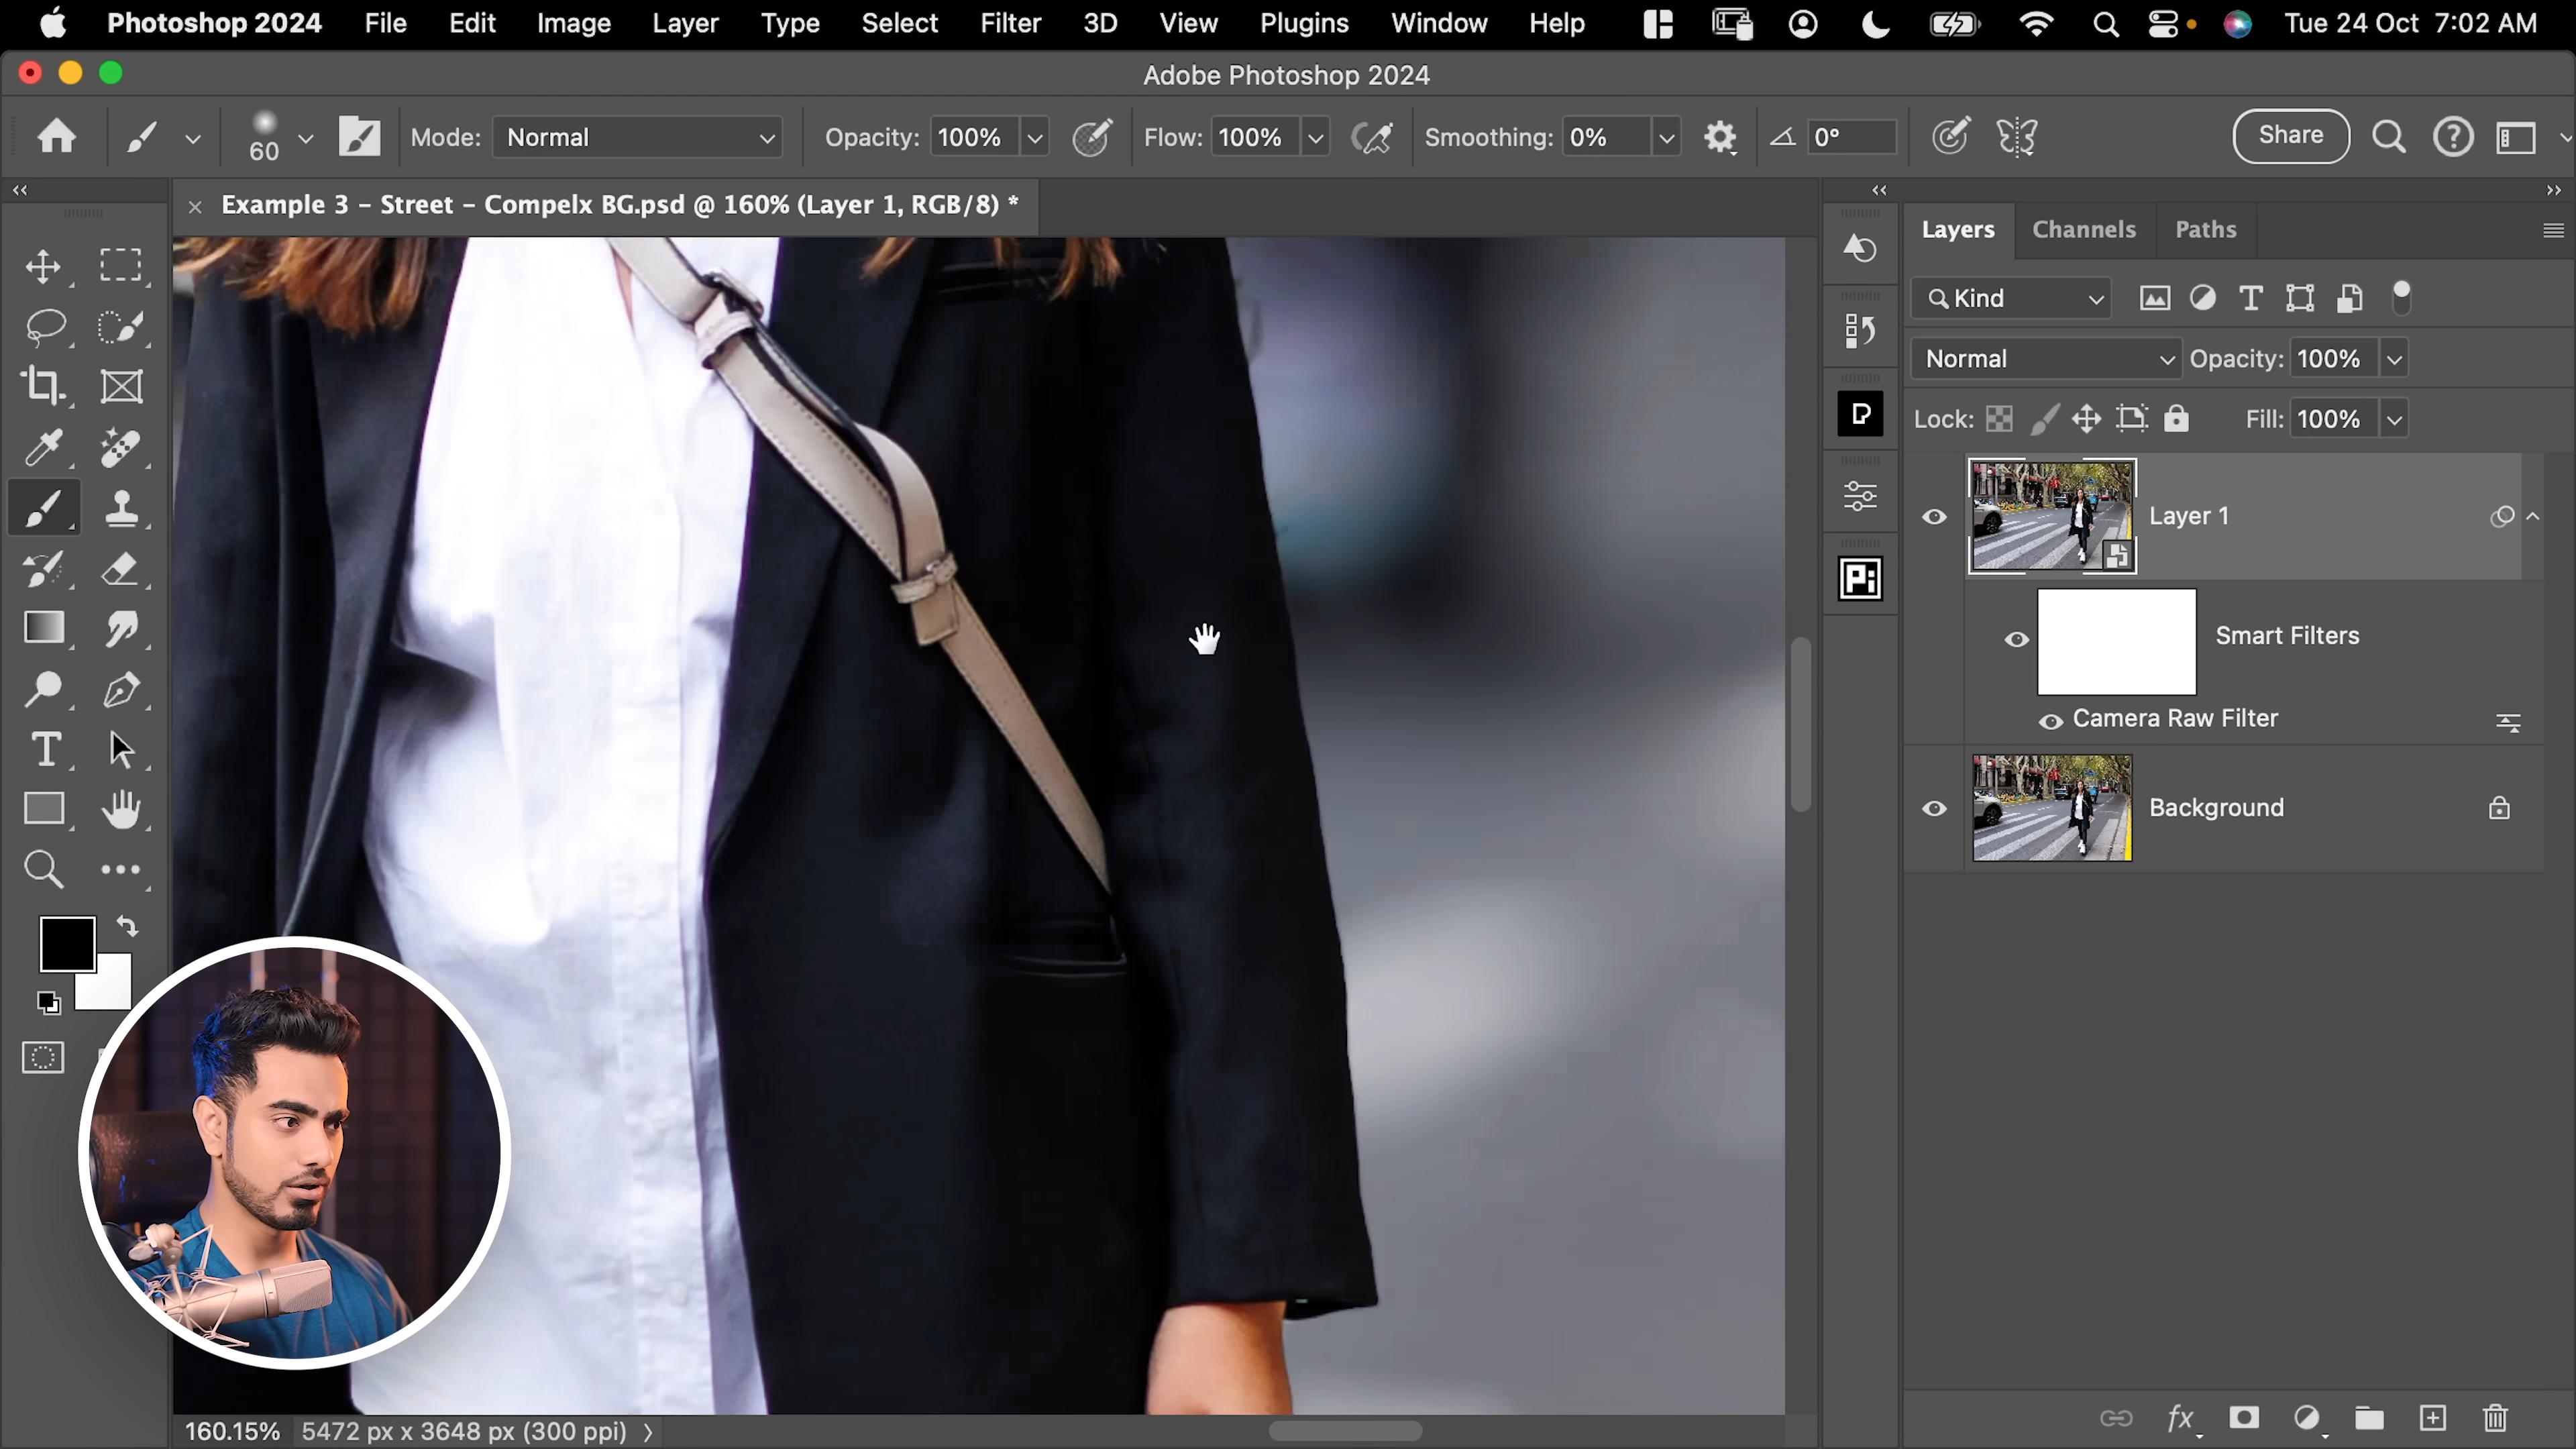 Photoshop 2024 File Edit Image Layer Type Select Filter 3D View Plugins Window Help Tue 24 Oct 7:02 AM
Adobe Photoshop 2024
60 Mode: Normal Opacity: 100% Flow: 100% Smoothing: 0% 0° Share
Example 3 – Street – Compelx BG.psd @ 160% (Layer 1, RGB/8) *
Layers Channels Paths
Kind
Normal Opacity: 100%
Lock: Fill: 100%
Layer 1
Smart Filters
Camera Raw Filter
Background
160.15% 5472 px x 3648 px (300 ppi)